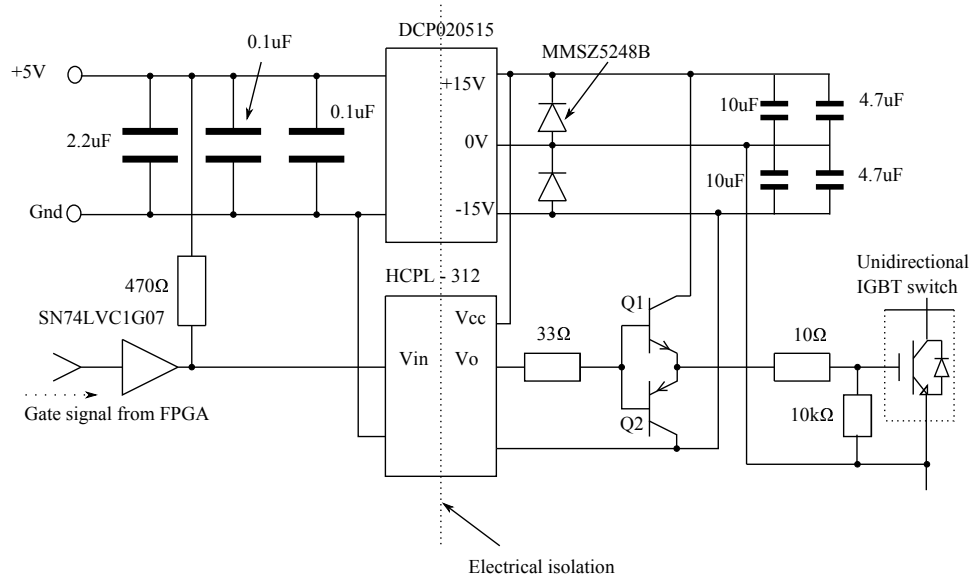 DCP020515
0.1uF
MMSZ5248B
+5V
+15V
0.1uF
10uF
4.7uF
2.2uF
0V
10uF
4.7uF
Gnd
-15V
470Ω
HCPL - 312
Unidirectional
IGBT switch
SN74LVC1G07
Vcc
Q1
33Ω
10Ω
Vin
Vo
Gate signal from FPGA
Q2
10kΩ
Electrical isolation